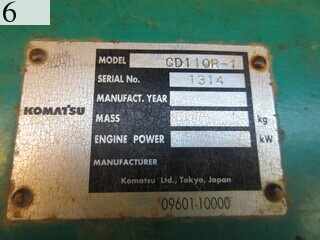 6
MODEL CD110R-1
SERIAL No. 1314
KOMATSU
MANUFACT. YEAR
MASS kg
ENGINE POWER kW
MANUFACTURER
Komatsu Ltd., Tokyo, Japan
09601-10000